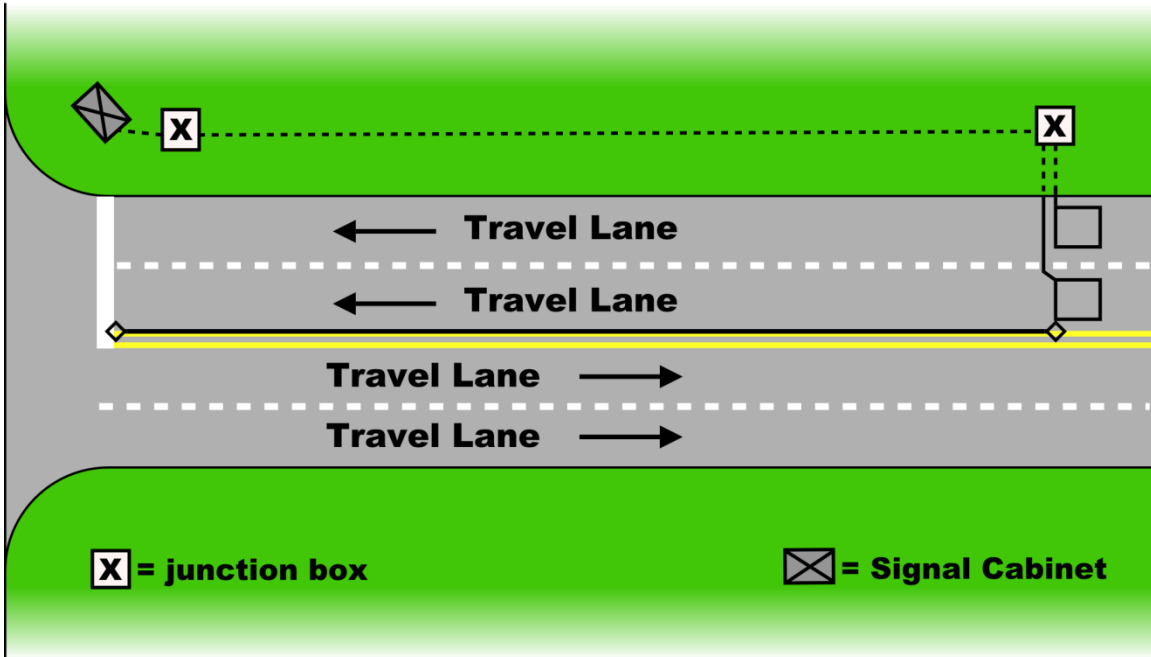 X
X
Travel Lane
Travel Lane
Travel Lane
Travel Lane
X = junction box
= Signal Cabinet